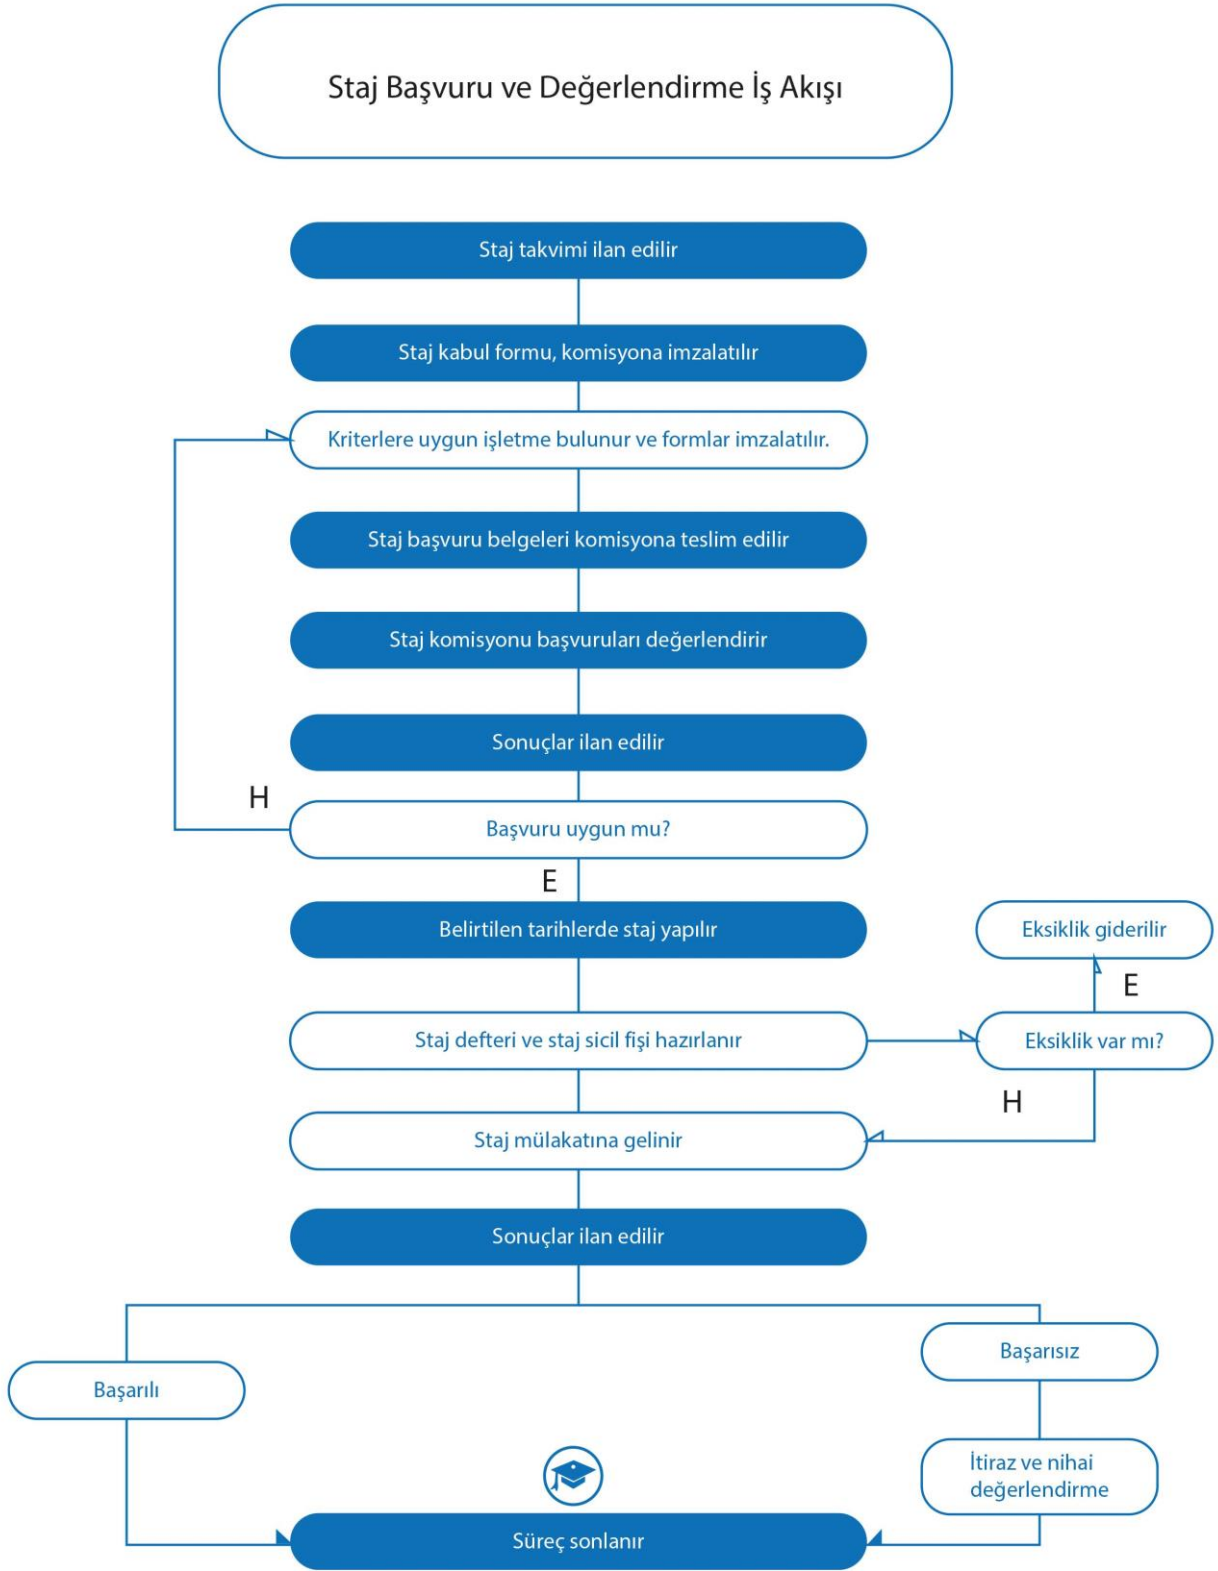 Staj Başvuru ve Değerlendirme İş Akışı
Staj takvimi ilan edilir
Staj kabul formu, komisyona imzalatılır
Kriterlere uygun işletme bulunur ve formlar imzalatılır.
Staj başvuru belgeleri komisyona teslim edilir
Staj komisyonu başvuruları değerlendirir
Sonuçlar ilan edilir
H
Başvuru uygun mu?
E
Belirtilen tarihlerde staj yapılır
Eksiklik giderilir
E
Staj defteri ve staj sicil fişi hazırlanır
Eksiklik var mı?
H
Staj mülakatına gelinir
Sonuçlar ilan edilir
Başarısız
Başarılı
İtiraz ve nihai
değerlendirme
Süreç sonlanır